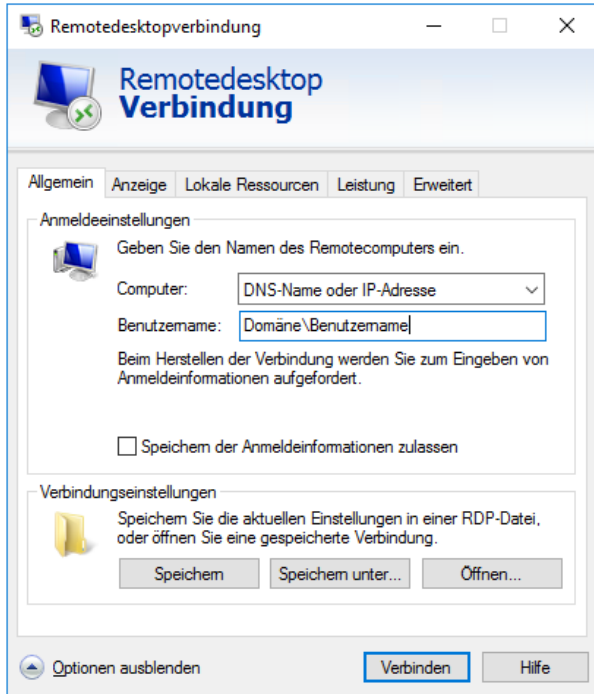 Remotedesktopverbindung
Remotedesktop
Verbindung
Allgemein Anzeige Lokale Ressourcen Leistung Erweitert
Anmeldeeinstellungen
Geben Sie den Namen des Remotecomputers ein.
Computer: DNS-Name oder IP-Adresse
Benutzername: Domäne\Benutzername
Beim Herstellen der Verbindung werden Sie zum Eingeben von
Anmeldeinformationen aufgefordert.
Speichern der Anmeldeinformationen zulassen
Verbindungseinstellungen
Speichern Sie die aktuellen Einstellungen in einer RDP-Datei,
oder öffnen Sie eine gespeicherte Verbindung.
Speichern Speichern unter... Öffnen...
Optionen ausblenden Verbinden Hilfe